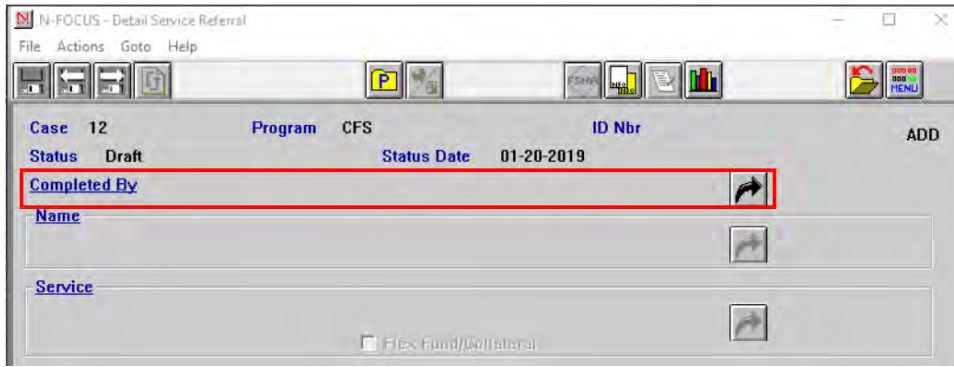 N-FOCUS - Detail Service Referral
File Actions Goto Help
P
MENU
Case 12 Program CFS ID Nbr ADD
Status Draft Status Date 01-20-2019
Completed By
Name
Service
Flex Fund/Collateral